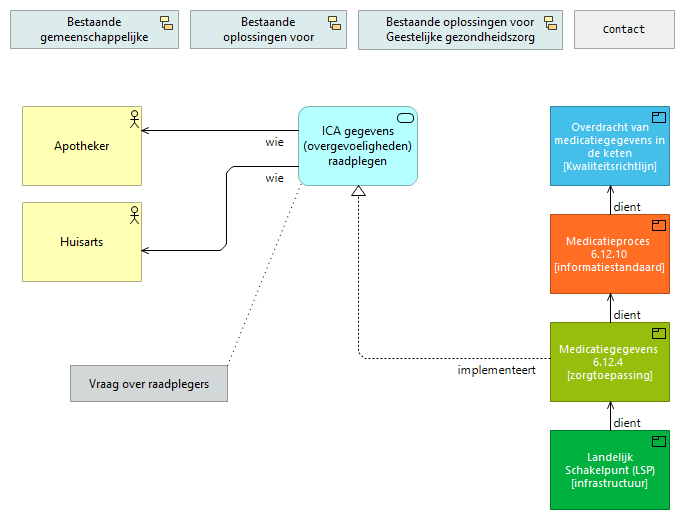 Bestaande
gemeenschappelijke
Bestaande
oplossingen voor
Bestaande oplossingen voor
Geestelijke gezondheidszorg
Contact
Apotheker
wie
ICA gegevens
(overgevoeligheden)
raadplegen
wie
Huisarts
Overdracht van
medicatiegegevens in
de keten
[Kwaliteitsrichtlijn]
dient
Medicatieproces
6.12.10
[informatiestandaard]
dient
Medicatiegegevens
6.12.4
[zorgtoepassing]
implementeert
Vraag over raadplegers
dient
Landelijk
Schakelpunt (LSP)
[infrastructuur]